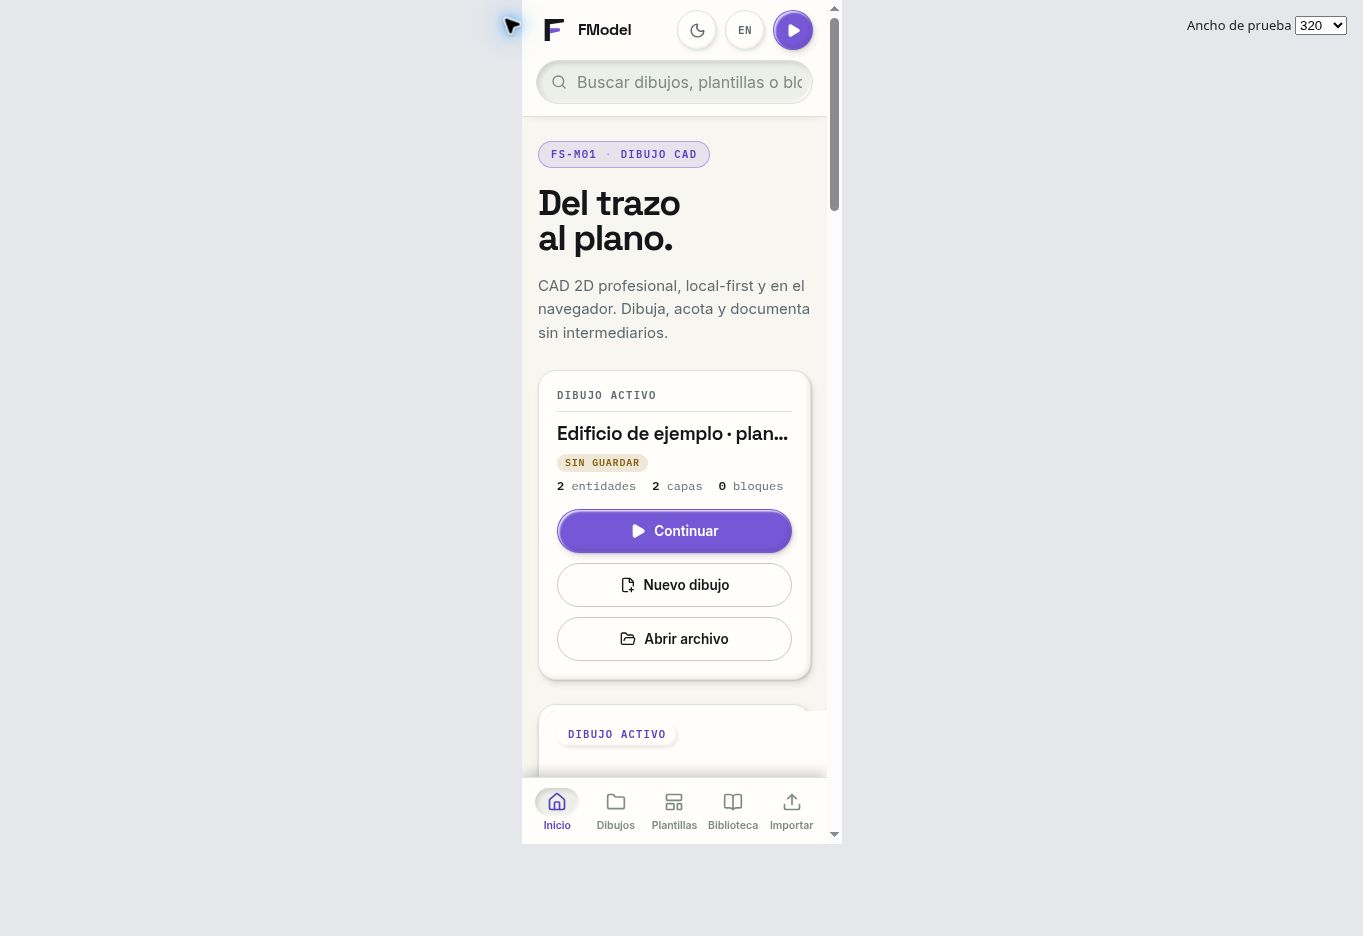 FModel
EN
Ancho de prueba 320
Buscar dibujos, plantillas o blo
FS-M01 · DIBUJO CAD
Del trazo
al plano.
CAD 2D profesional, local-first y en el
navegador. Dibuja, acota y documenta
sin intermediarios.
DIBUJO ACTIVO
Edificio de ejemplo · plan...
SIN GUARDAR
2 entidades 2 capas 0 bloques
Continuar
Nuevo dibujo
Abrir archivo
DIBUJO ACTIVO
Inicio Dibujos Plantillas Biblioteca Importar